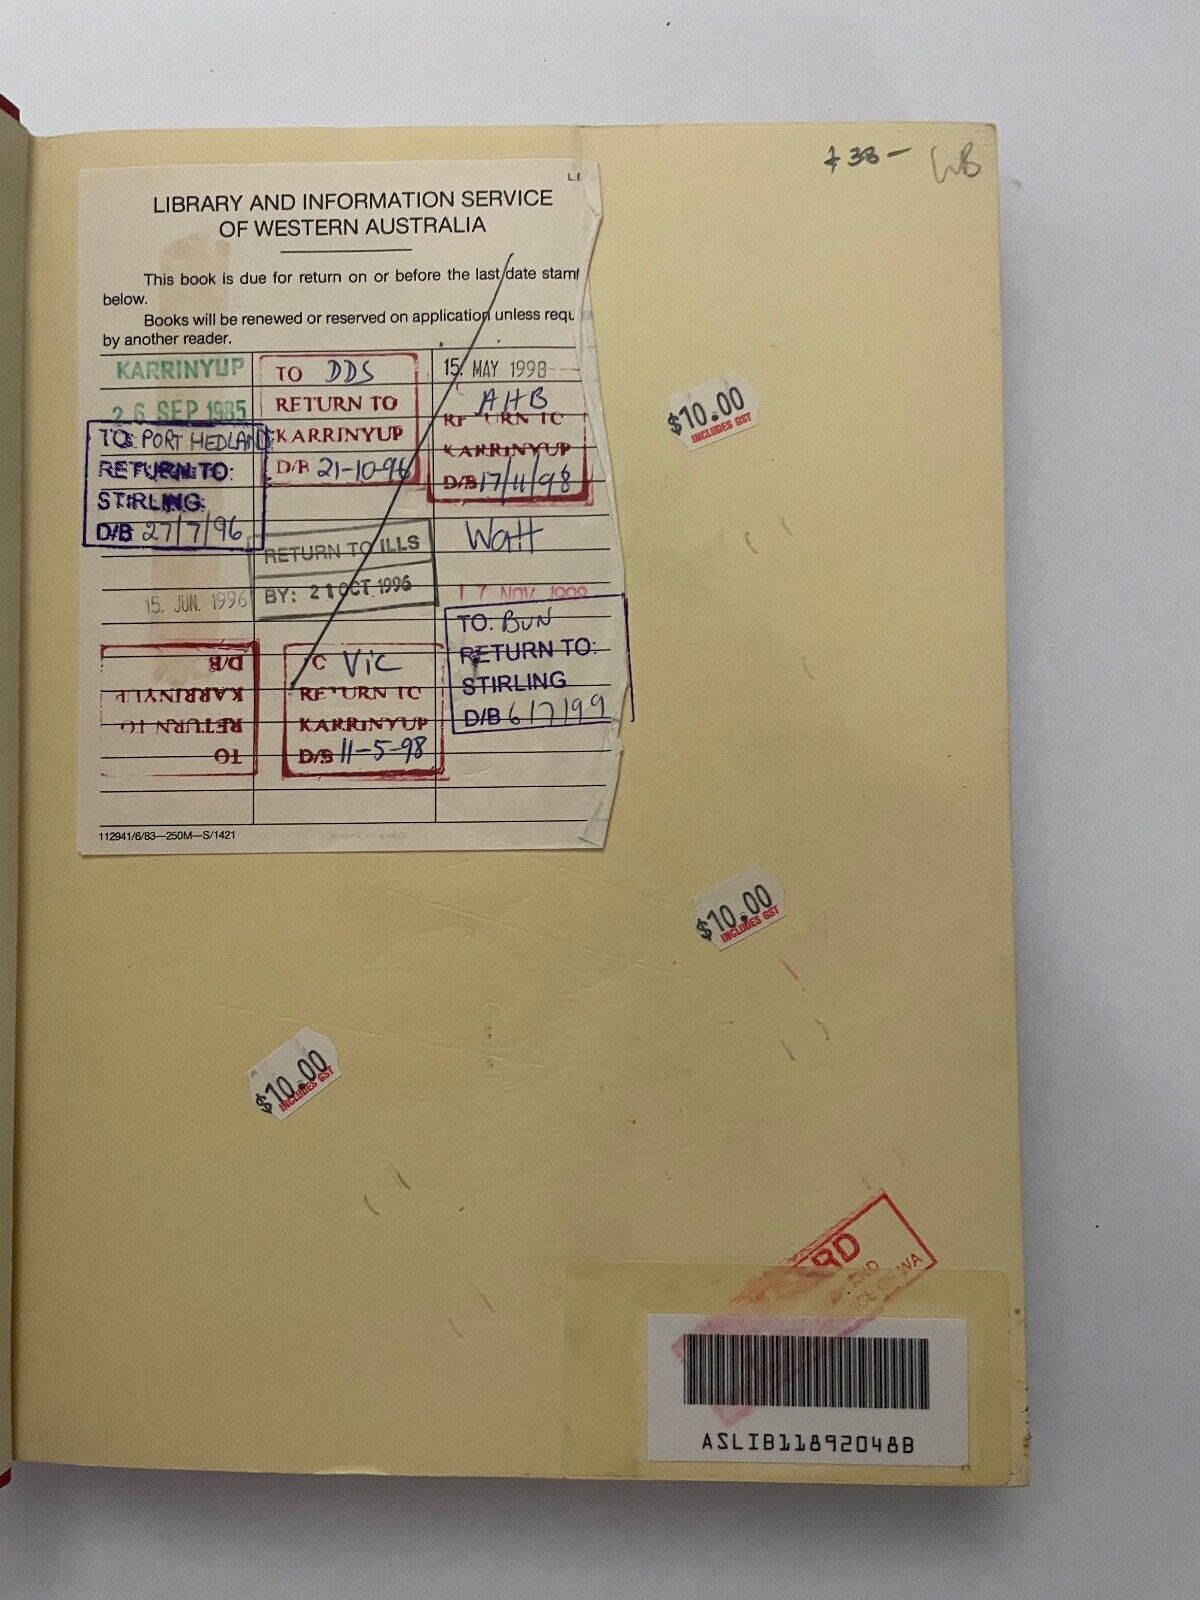 38 - WB
LIBRARY AND INFORMATION SERVICE
OF WESTERN AUSTRALIA
This book is due for return on or before the last date stam
below.
Books will be renewed or reserved on application unless requ
by another reader.
KARRINYUP
26 SEP 1985
TO: PORT HEDLAND
RETURN TO:
STIRLING
D/B 27/7/96
15. JUN. 1996
D/B
KARRINYUP
RETURN TO
TO
TO DDS
RETURN TO
KARRINYUP
D/B 21-10-96
RETURN TO ILLS
BY: 21 OCT 1996
Vic
RETURN TO
KARRINYUP
D/B 11-5-98
15. MAY 1998
AHB
RETURN TO
KARRINYUP
D/B 17/11/98
Watt
17 NOV
TO: BUN
RETURN TO:
STIRLING
D/B 6/7/99
112941/6/83—250M—S/1421
$10.00
INCLUDES GST
$10.00
INCLUDES GST
$10.00
INCLUDES GST
RD
AND
WA
ASLIB11892048B